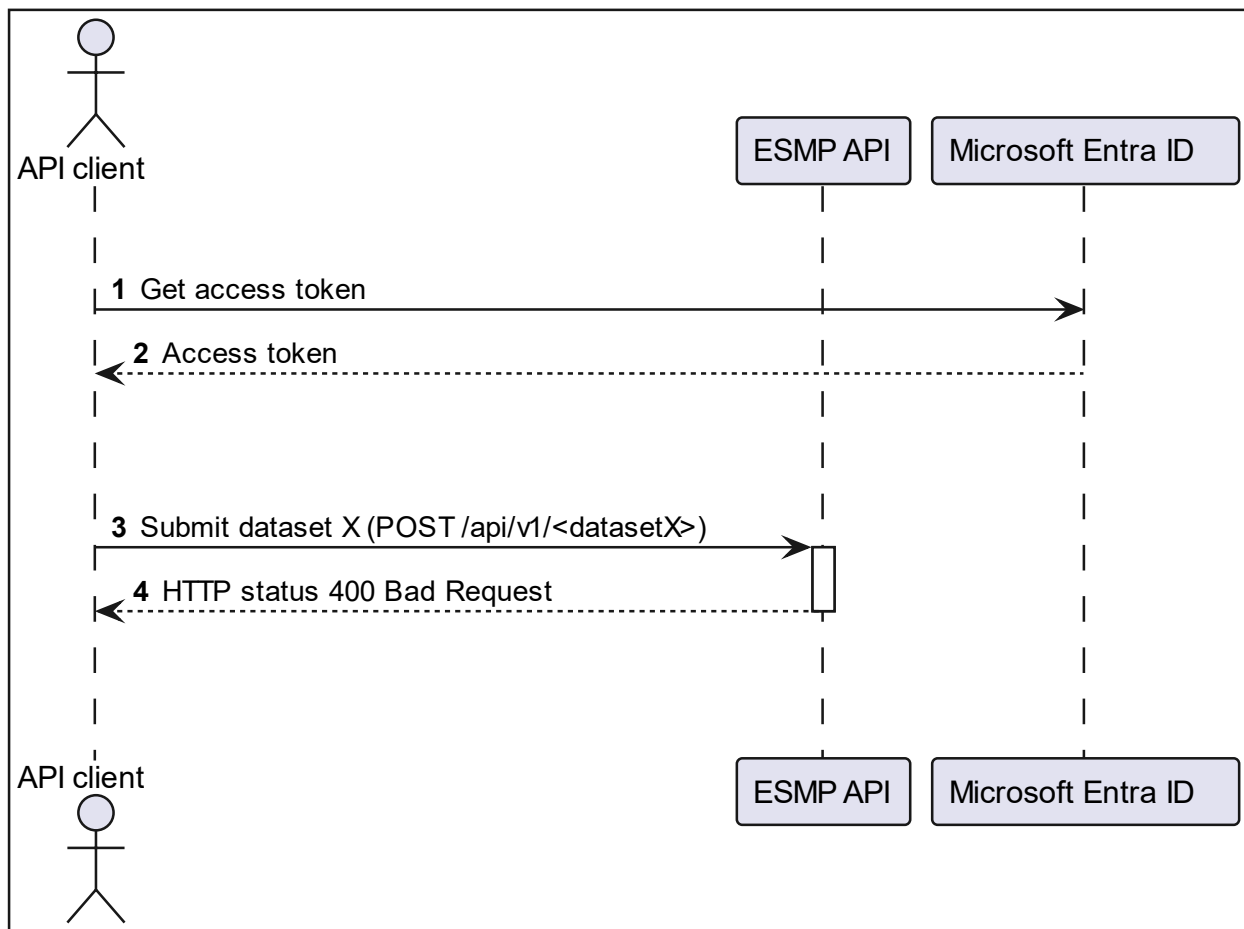 API client
ESMP API
Microsoft Entra ID
1 Get access token
2 Access token
3 Submit dataset X (POST /api/v1/<datasetX>)
4 HTTP status 400 Bad Request
API client
ESMP API
Microsoft Entra ID